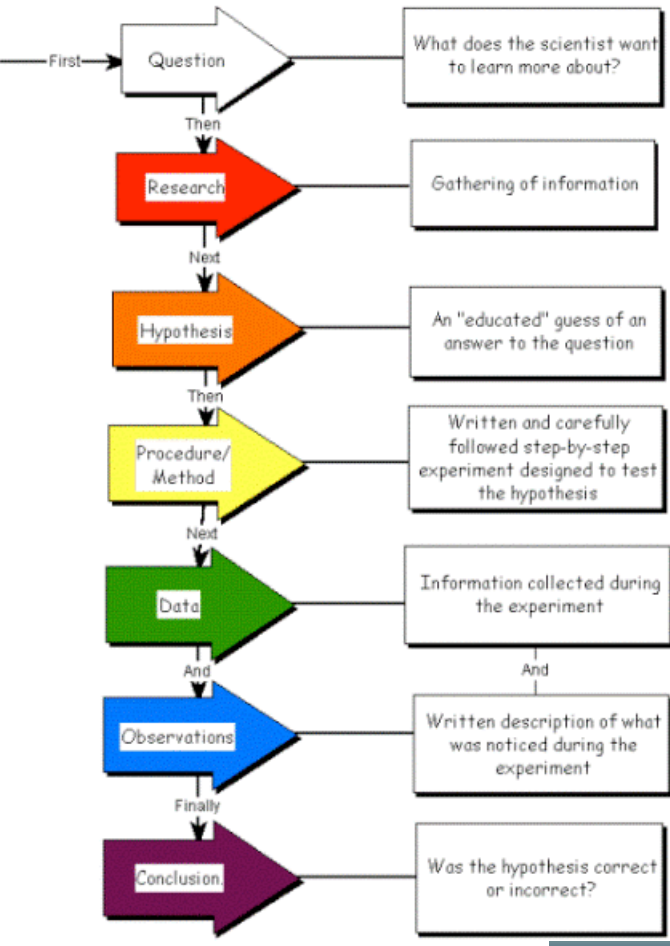 First
Question
What does the scientist want
to learn more about?
Then
Research
Gathering of information
Next
Hypothesis
An "educated" guess of an
answer to the question
Then
Procedure/
Method
Written and carefully
followed step-by-step
experiment designed to test
the hypothesis
Next
Data
Information collected during
the experiment
And
And
Observations
Written description of what
was noticed during the
experiment
Finally
Conclusion.
Was the hypothesis correct
or incorrect?